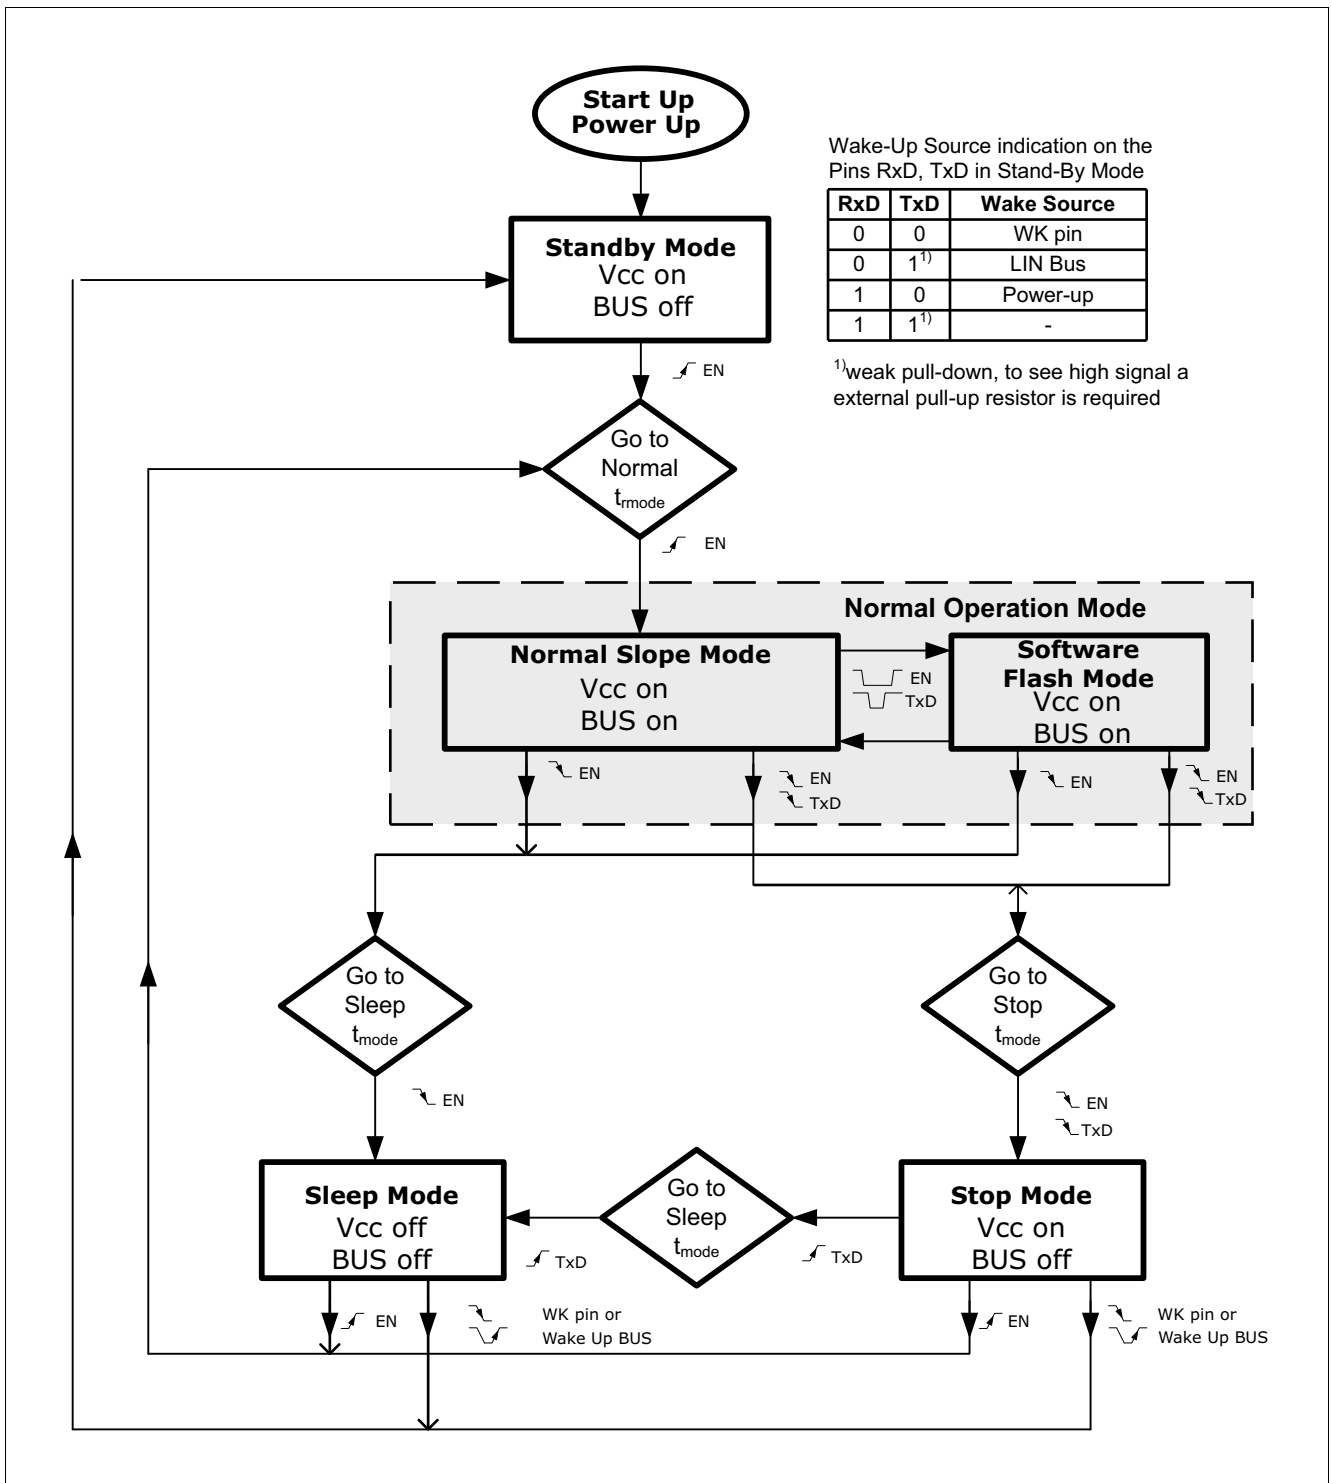 Start Up
Power Up
Wake-Up Source indication on the
Pins RxD, TxD in Stand-By Mode
RxD TxD Wake Source
0 0 WK pin
0 1¹⁾ LIN Bus
1 0 Power-up
1 1¹⁾ -
¹⁾weak pull-down, to see high signal a
external pull-up resistor is required
Standby Mode
Vcc on
BUS off
EN
Go to
Normal
trmode
EN
Normal Operation Mode
Normal Slope Mode
Vcc on
BUS on
EN
TxD
Software
Flash Mode
Vcc on
BUS on
EN
EN
TxD
EN
EN
TxD
Go to
Sleep
tmode
Go to
Stop
tmode
EN
EN
TxD
Sleep Mode
Vcc off
BUS off
Go to
Sleep
tmode
Stop Mode
Vcc on
BUS off
TxD
TxD
EN
WK pin or
Wake Up BUS
EN
WK pin or
Wake Up BUS